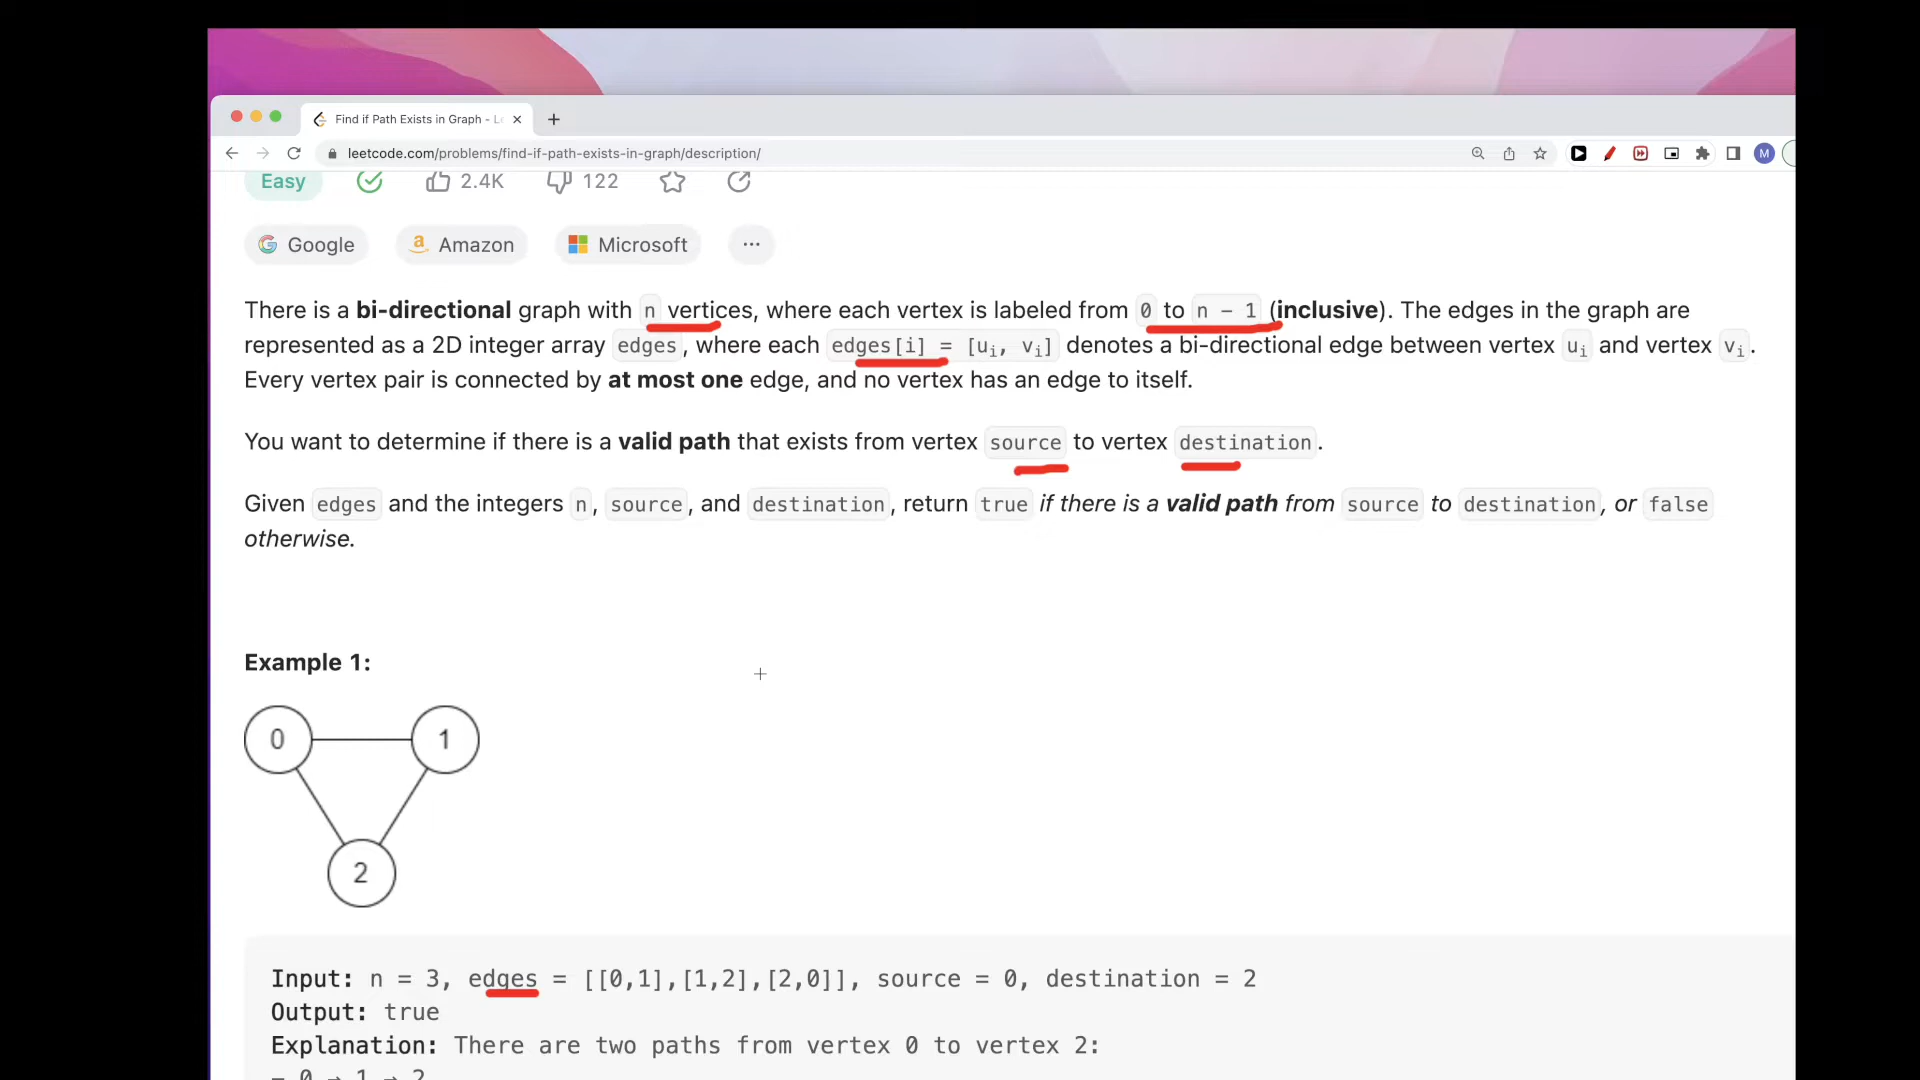 Find if Path Exists in Graph - L
leetcode.com/problems/find-if-path-exists-in-graph/description/
M
Easy 2.4K 122
Google Amazon Microsoft ...
There is a bi-directional graph with n vertices, where each vertex is labeled from 0 to n - 1 (inclusive). The edges in the graph are
represented as a 2D integer array edges, where each edges[i] = [ui, vi] denotes a bi-directional edge between vertex ui and vertex vi.
Every vertex pair is connected by at most one edge, and no vertex has an edge to itself.
You want to determine if there is a valid path that exists from vertex source to vertex destination.
Given edges and the integers n, source, and destination, return true if there is a valid path from source to destination, or false
otherwise.
Example 1:
0 1
2
Input: n = 3, edges = [[0,1],[1,2],[2,0]], source = 0, destination = 2
Output: true
Explanation: There are two paths from vertex 0 to vertex 2:
- 0 → 1 → 2